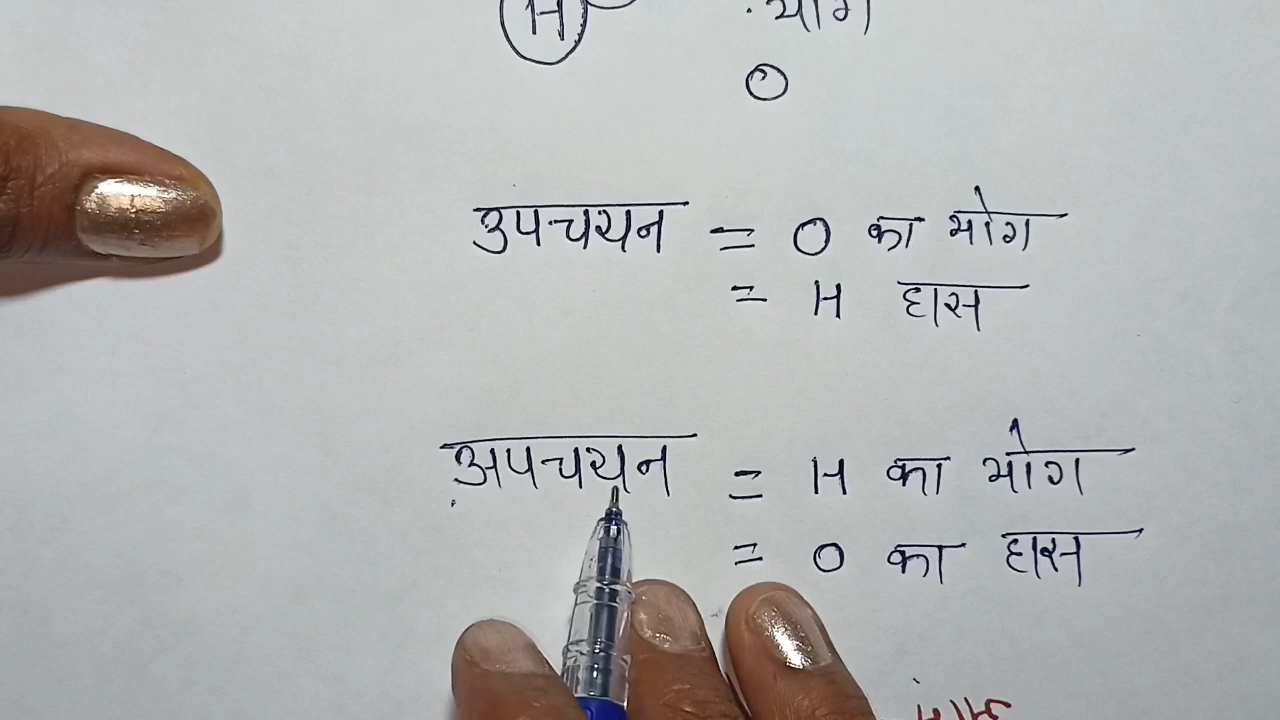 H योग
O
उपचयन = O का योग
= H हास
अपचयन = H का योग
= O का हास